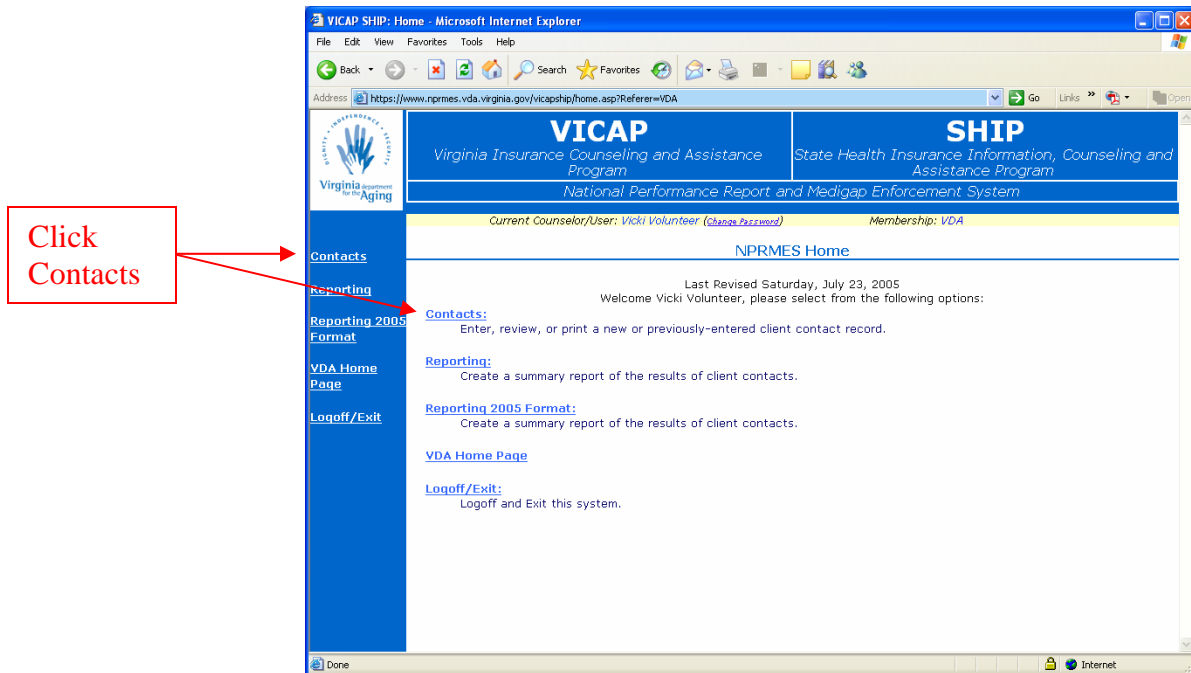 VICAP SHIP: Home - Microsoft Internet Explorer
File Edit View Favorites Tools Help
Back Search Favorites
Address https://www.nprmes.vda.virginia.gov/vicapship/home.asp?Referer=VDA Go Links » Open
DIGNITY · INDEPENDENCE · SECURITY
Virginia department
for the Aging
VICAP
Virginia Insurance Counseling and Assistance
Program
SHIP
State Health Insurance Information, Counseling and
Assistance Program
National Performance Report and Medigap Enforcement System
Current Counselor/User: Vicki Volunteer (Change Password) Membership: VDA
Click
Contacts
Contacts
Reporting
Reporting 2005
Format
VDA Home
Page
Logoff/Exit
NPRMES Home
Last Revised Saturday, July 23, 2005
Welcome Vicki Volunteer, please select from the following options:
Contacts:
Enter, review, or print a new or previously-entered client contact record.
Reporting:
Create a summary report of the results of client contacts.
Reporting 2005 Format:
Create a summary report of the results of client contacts.
VDA Home Page
Logoff/Exit:
Logoff and Exit this system.
Done Internet